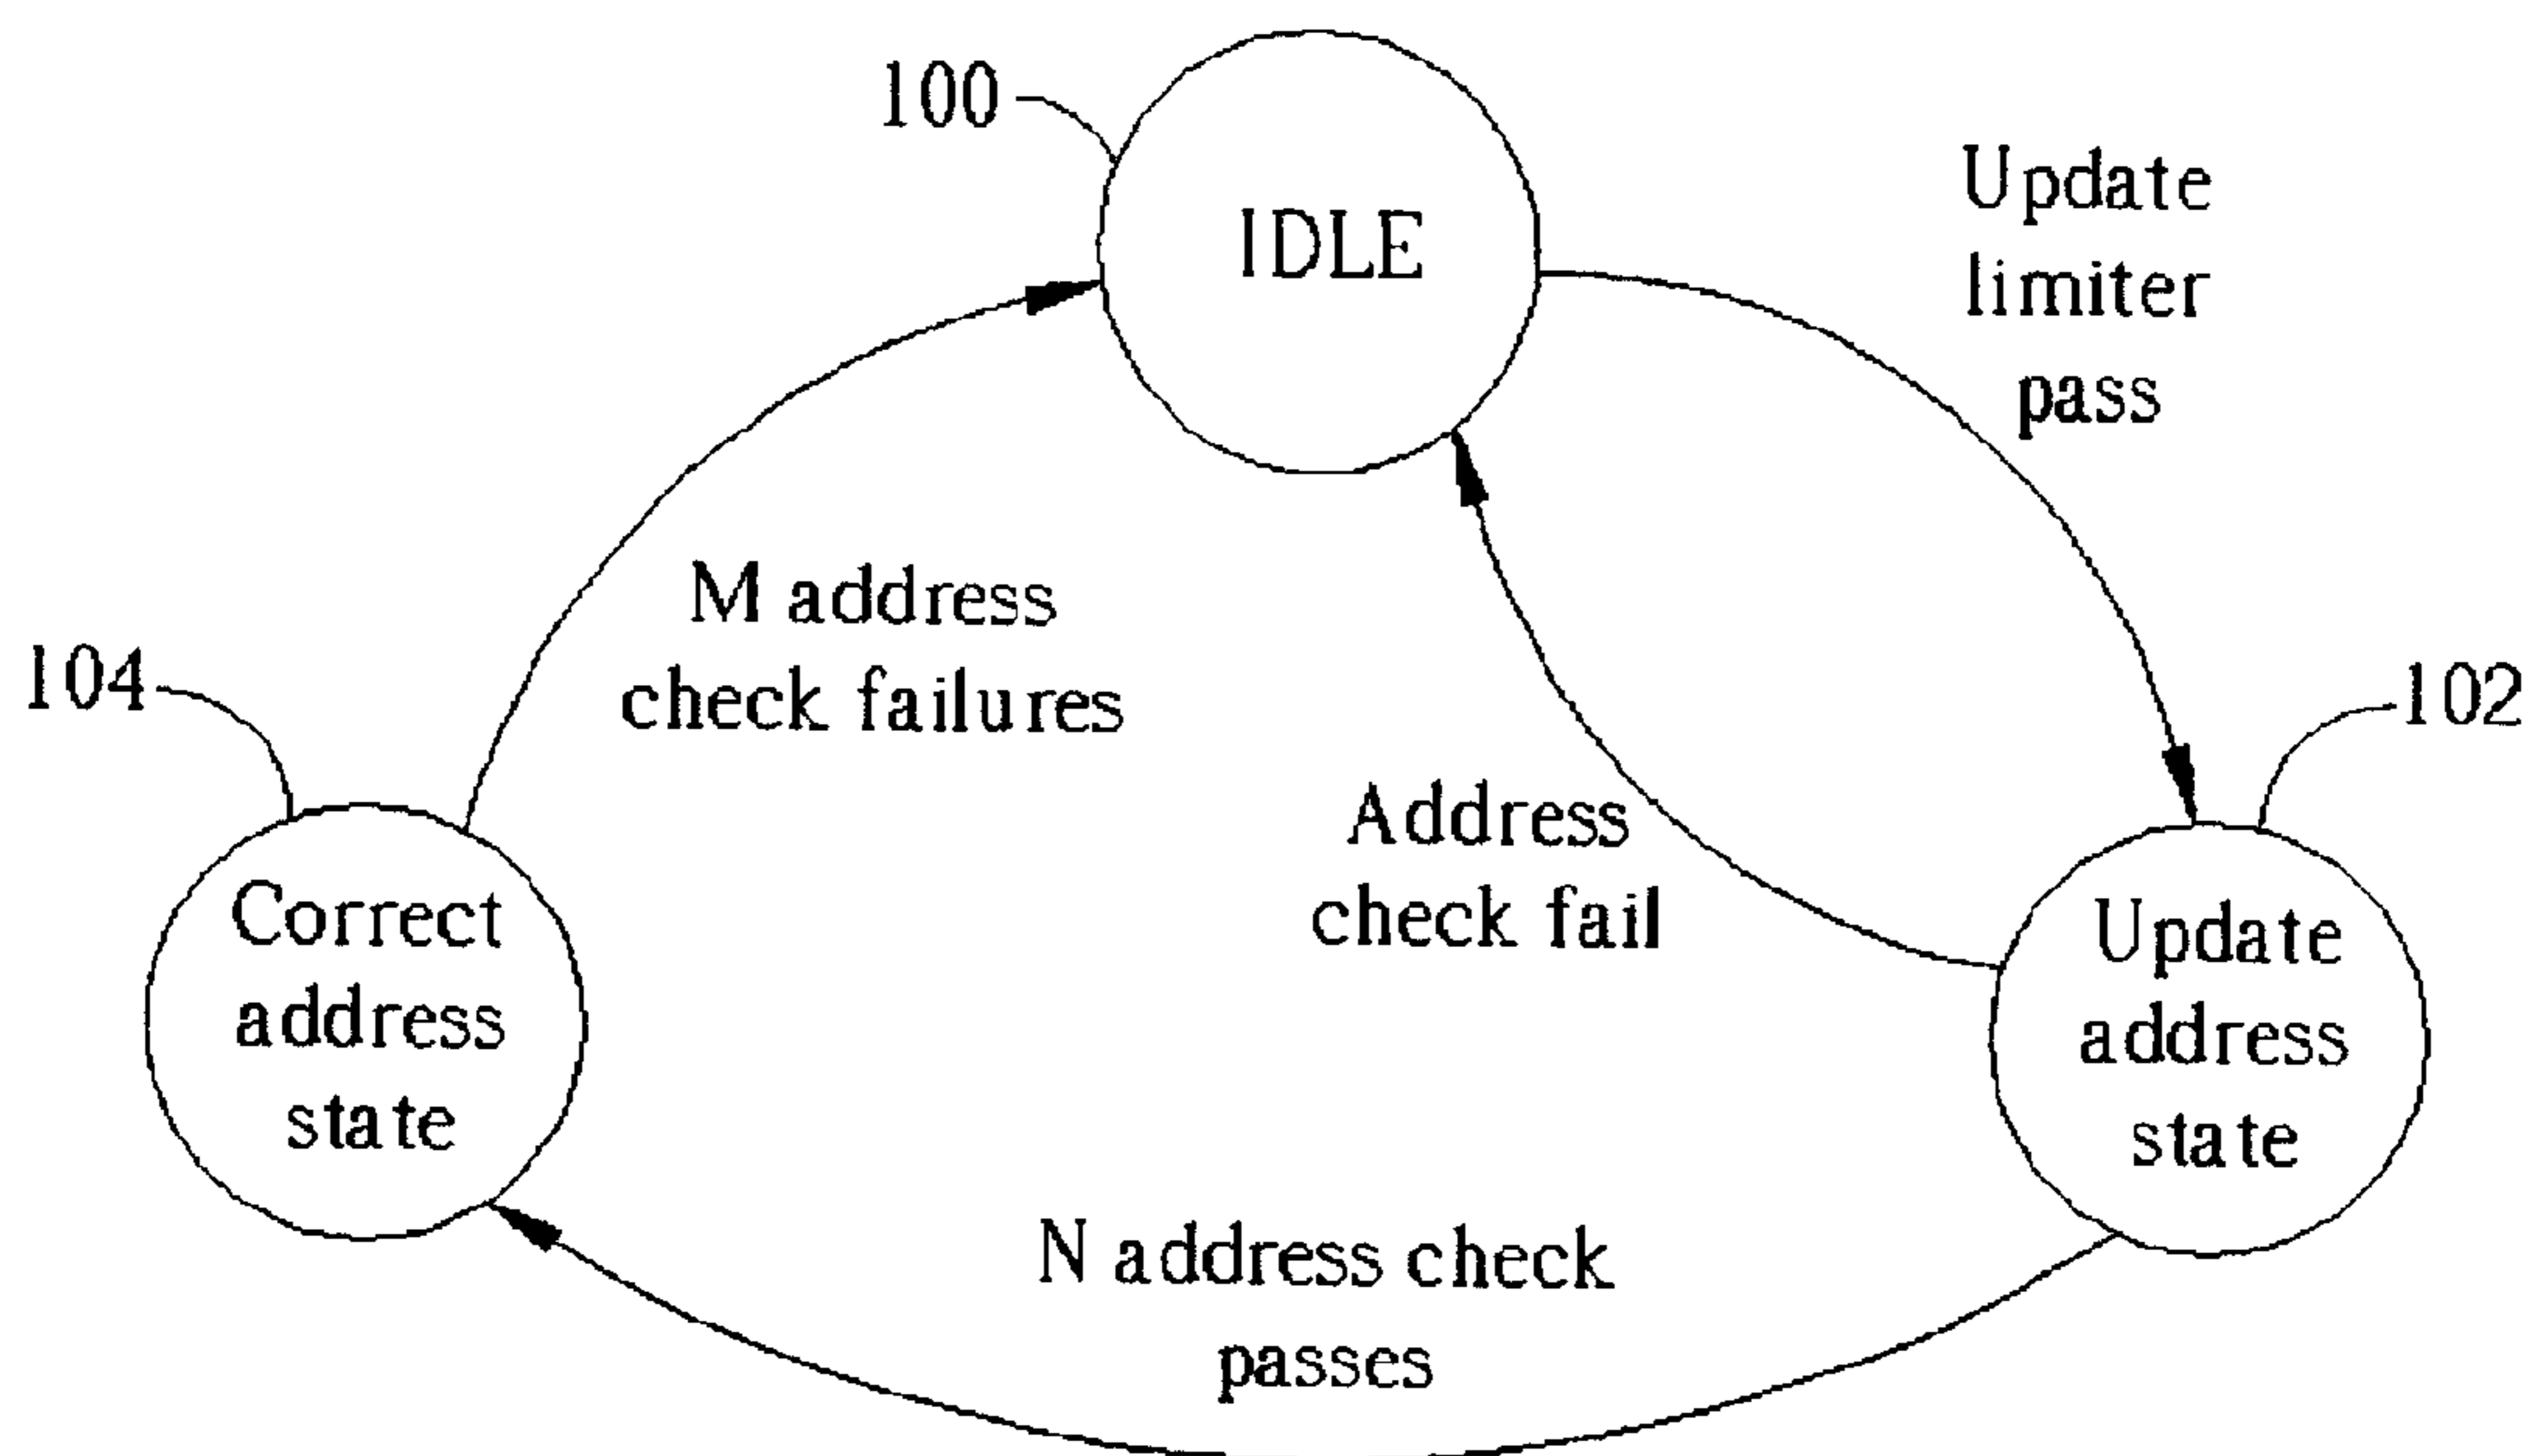 100
IDLE
Update
limiter
pass
M address
check failures
104
102
Address
check fail
Correct
address
state
Update
address
state
N address check
passes